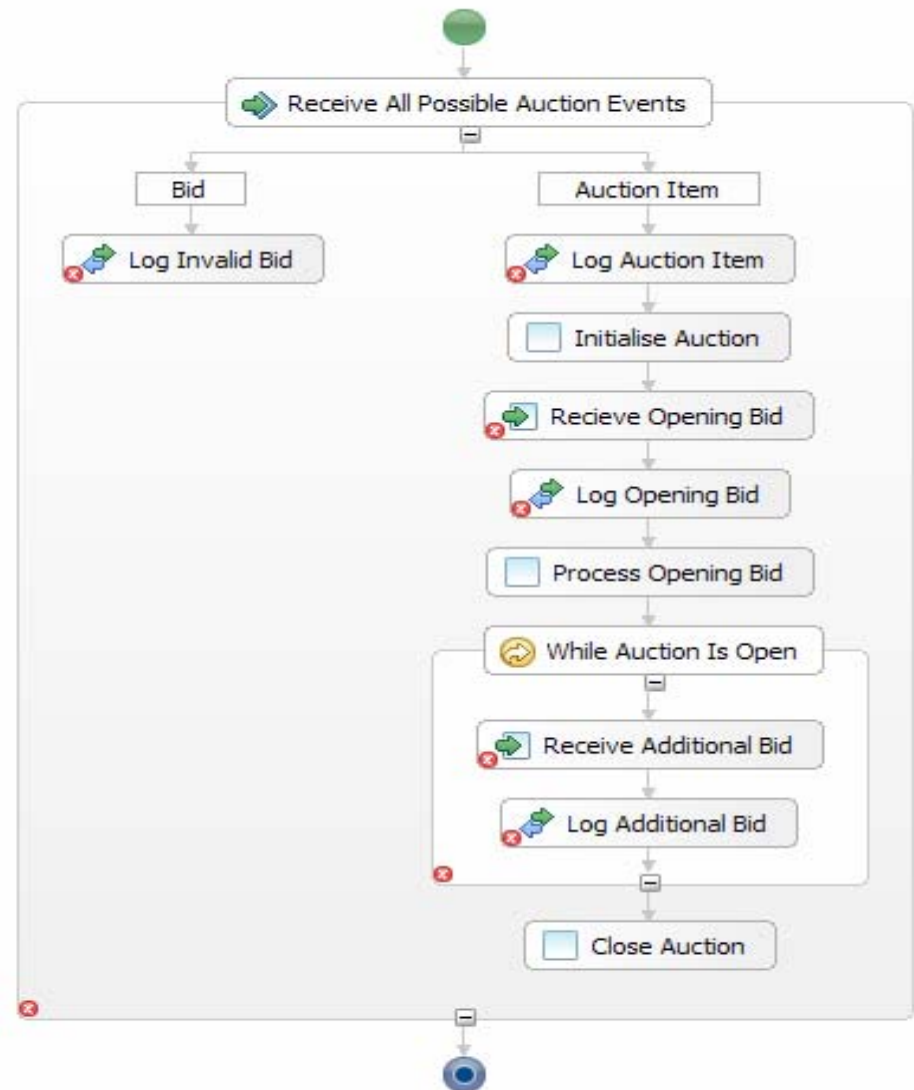 Receive All Possible Auction Events
Bid
Log Invalid Bid
Auction Item
Log Auction Item
Initialise Auction
Recieve Opening Bid
Log Opening Bid
Process Opening Bid
While Auction Is Open
Receive Additional Bid
Log Additional Bid
Close Auction